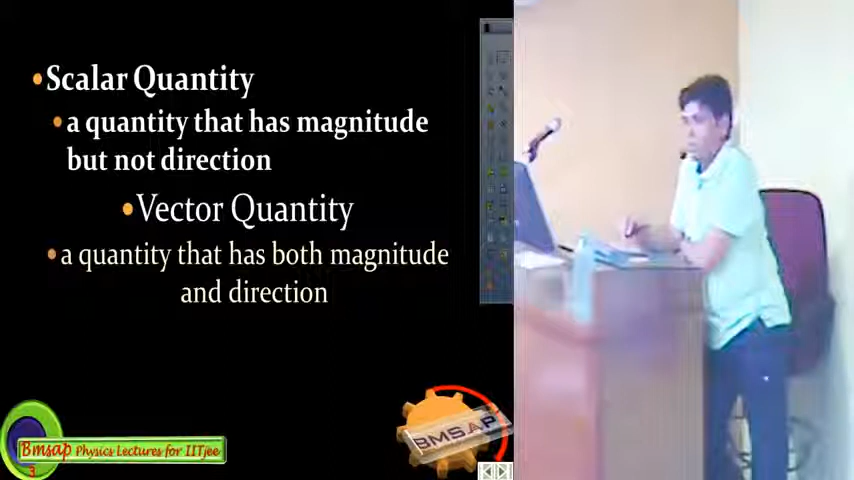 •Scalar Quantity
•a quantity that has magnitude
but not direction
•Vector Quantity
•a quantity that has both magnitude
and direction
Bmsap Physics Lectures for IITjee
3
BMSAP